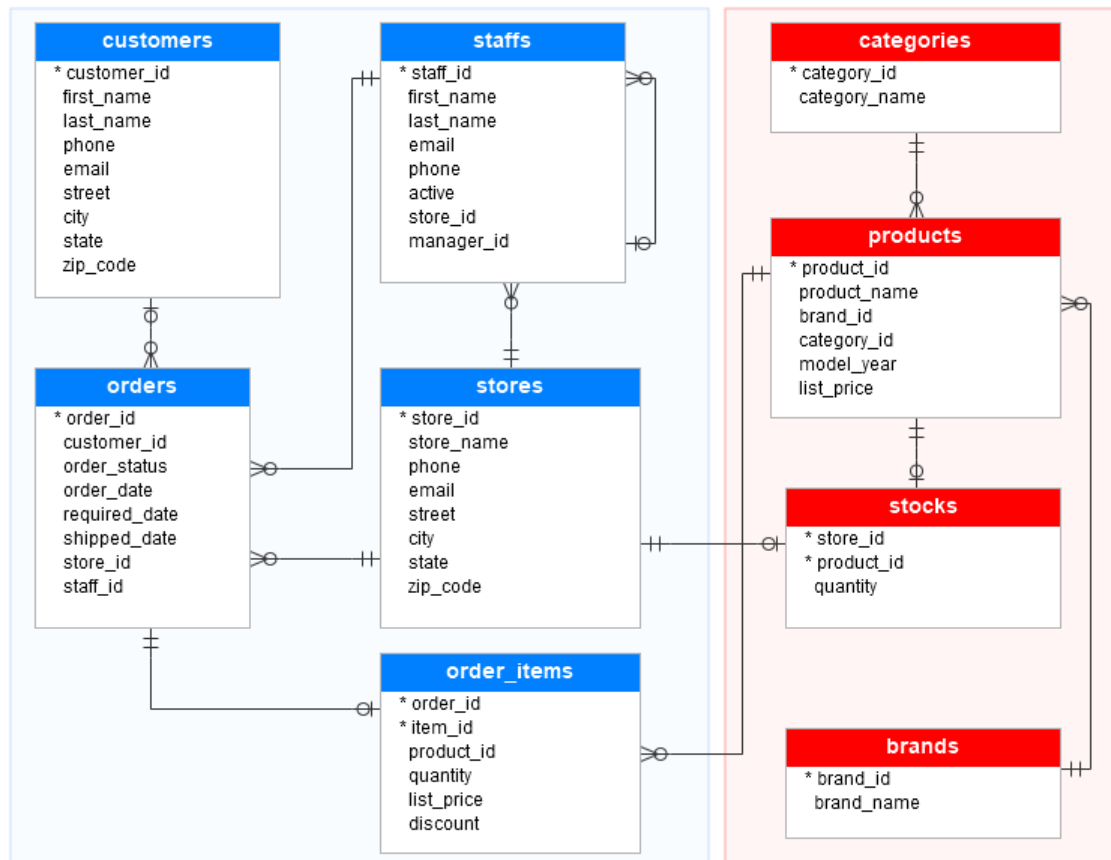 customers
* customer_id
first_name
last_name
phone
email
street
city
state
zip_code
staffs
* staff_id
first_name
last_name
email
phone
active
store_id
manager_id
categories
* category_id
category_name
products
* product_id
product_name
brand_id
category_id
model_year
list_price
orders
* order_id
customer_id
order_status
order_date
required_date
shipped_date
store_id
staff_id
stores
* store_id
store_name
phone
email
street
city
state
zip_code
stocks
* store_id
* product_id
quantity
order_items
* order_id
* item_id
product_id
quantity
list_price
discount
brands
* brand_id
brand_name